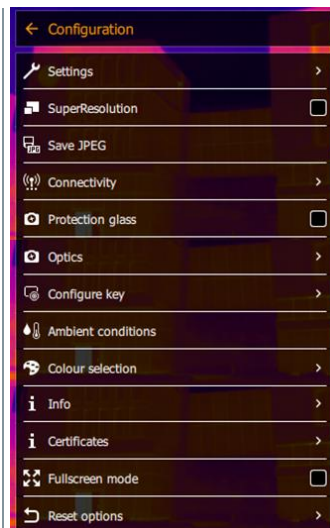 Configuration
Settings
SuperResolution
JPG
Save JPEG
Connectivity
Protection glass
Optics
Configure key
Ambient conditions
Colour selection
Info
Certificates
Fullscreen mode
Reset options